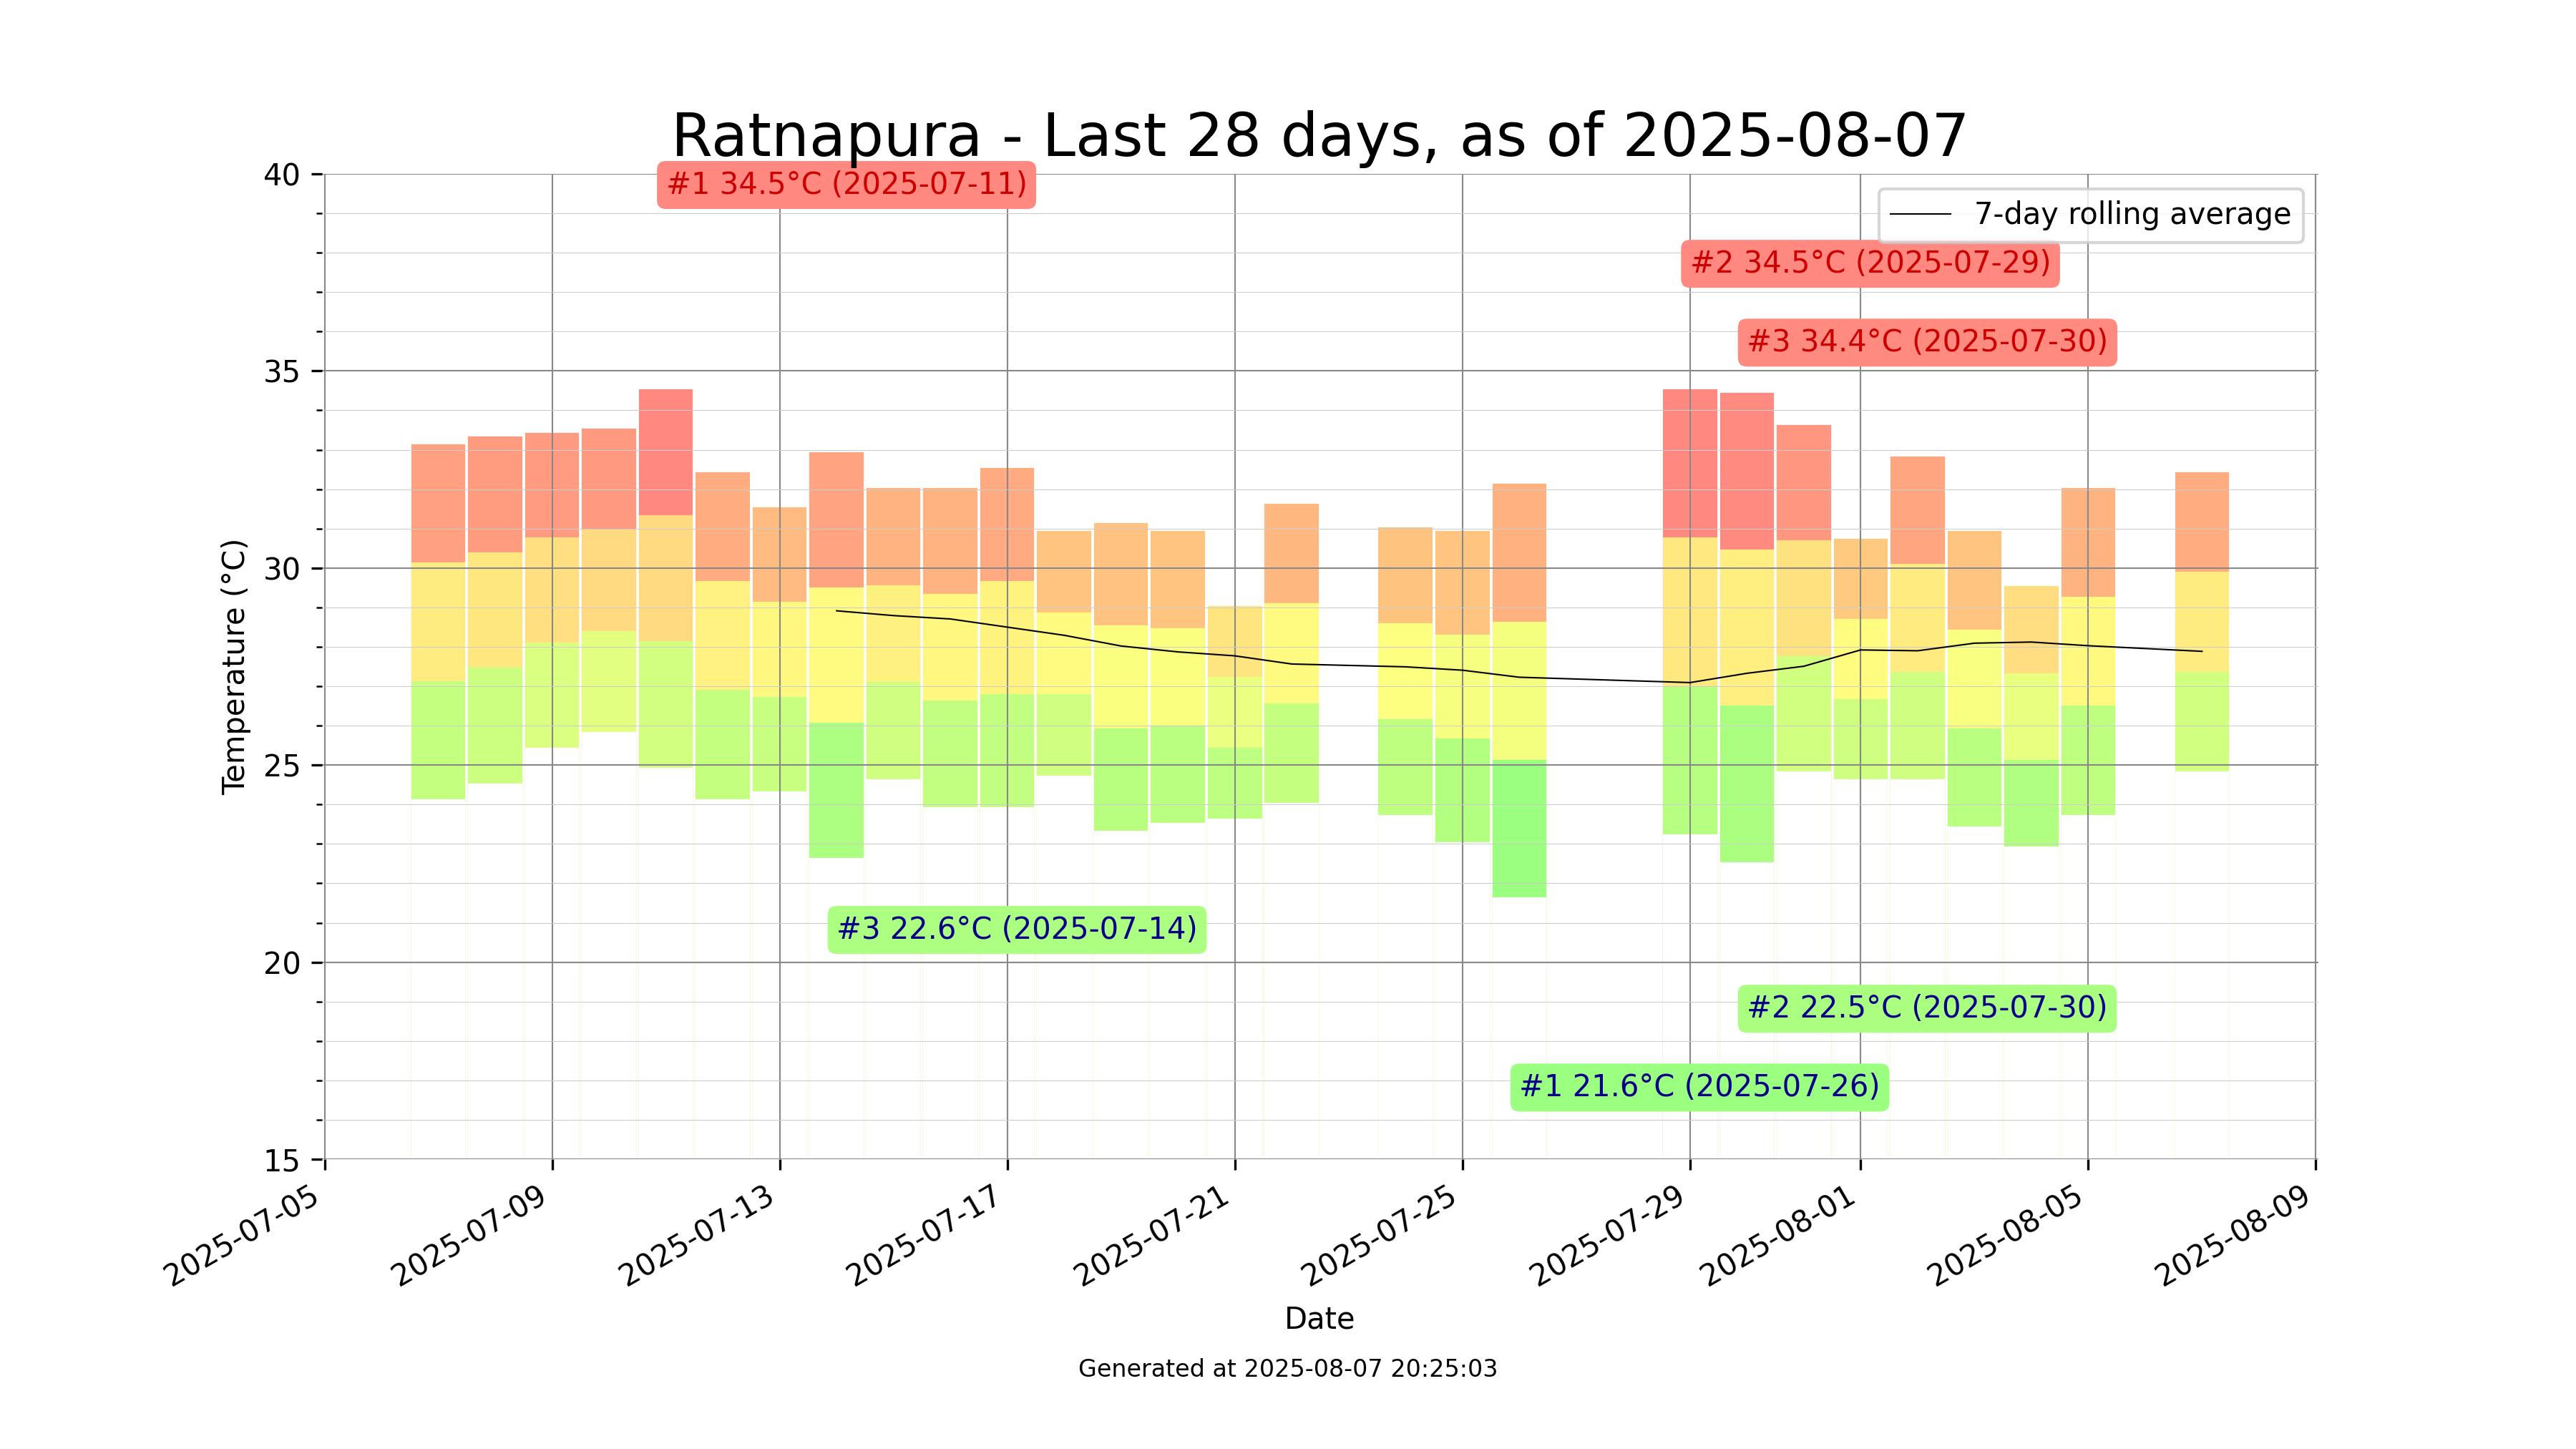 Ratnapura - Last 28 days, as of 2025-08-07
40
#1 34.5°C (2025-07-11)
7-day rolling average
#2 34.5°C (2025-07-29)
#3 34.4°C (2025-07-30)
35
30
Temperature (°C)
25
#3 22.6°C (2025-07-14)
20
#2 22.5°C (2025-07-30)
#1 21.6°C (2025-07-26)
15
2025-07-05
2025-07-09
2025-07-13
2025-07-17
2025-07-21
2025-07-25
2025-07-29
2025-08-01
2025-08-05
2025-08-09
Date
Generated at 2025-08-07 20:25:03